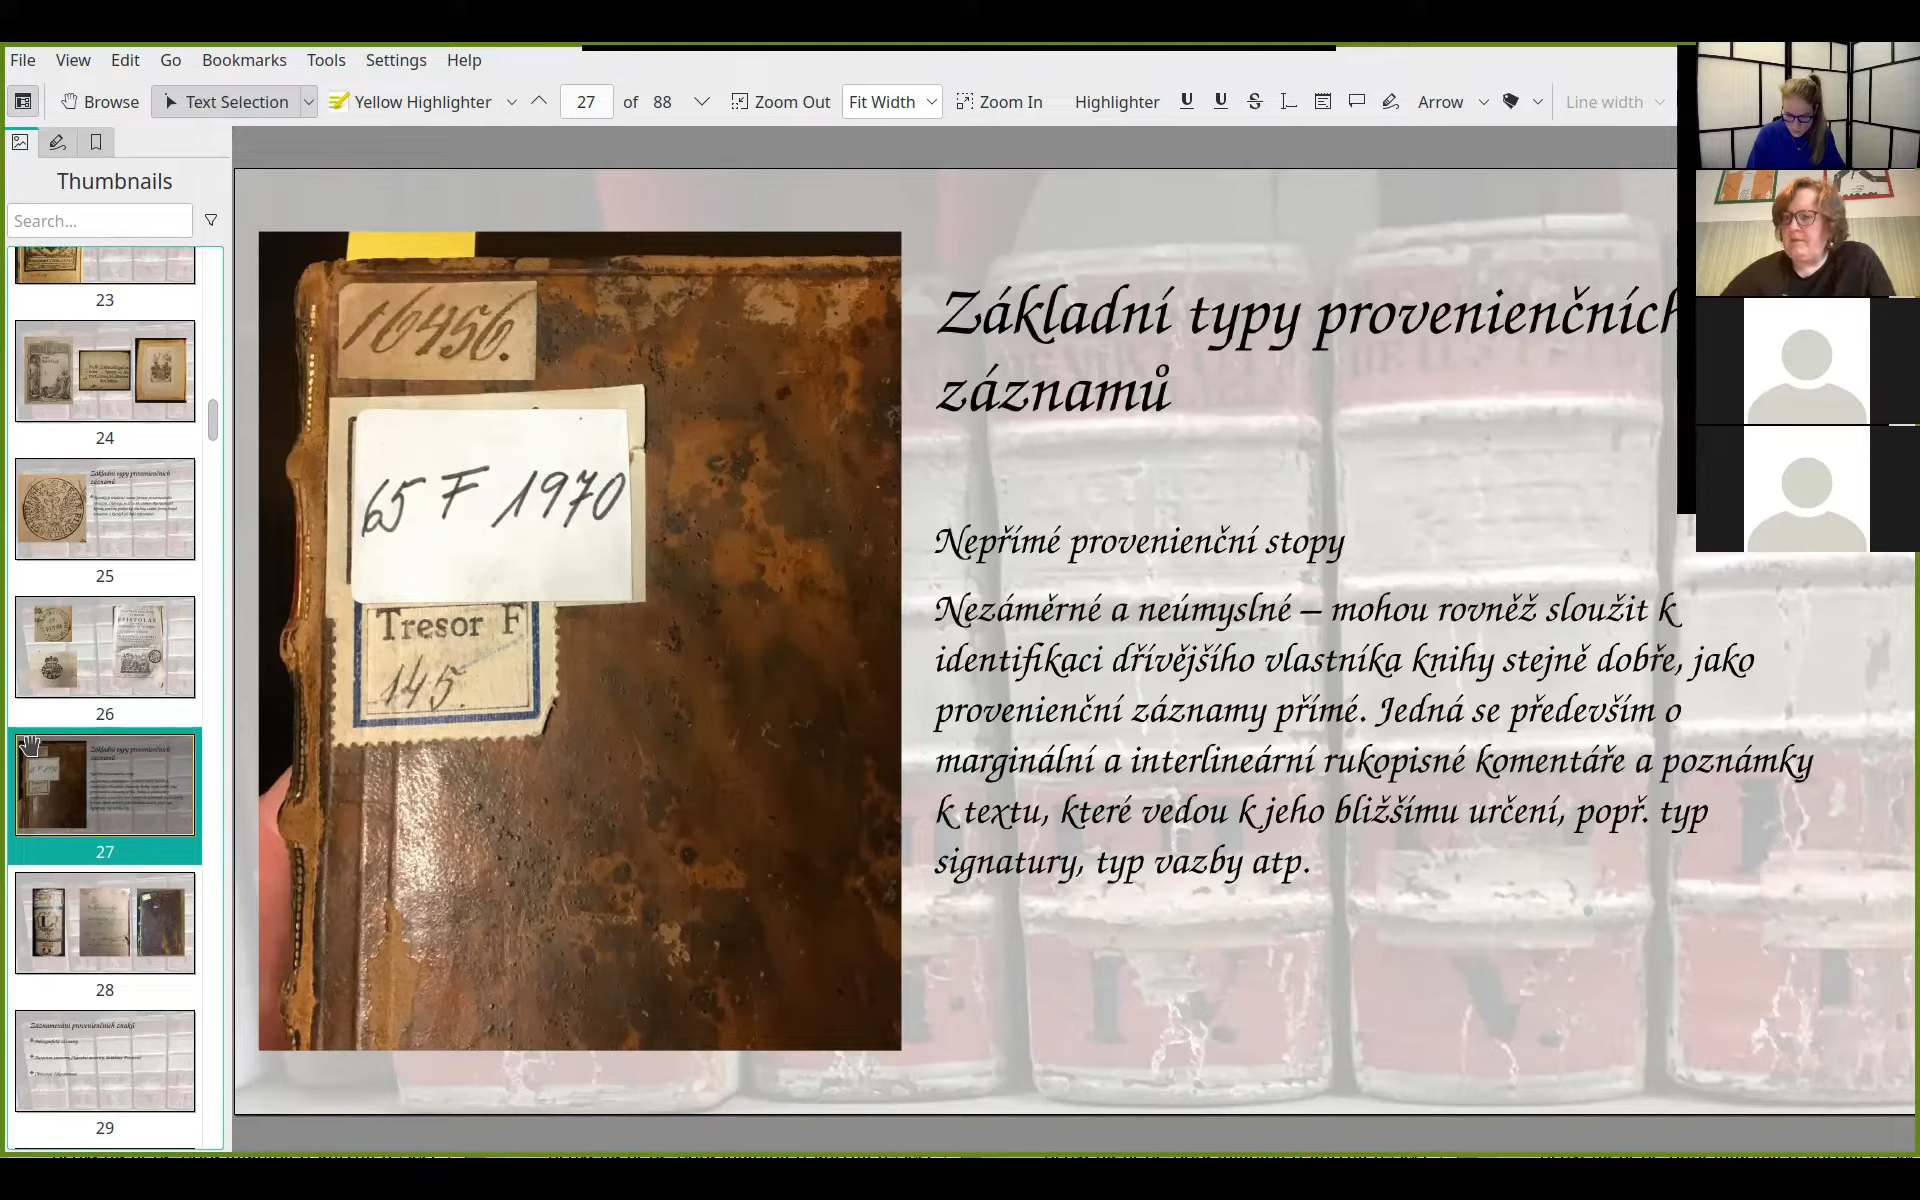 File View Edit Go Bookmarks Tools Settings Help
Browse Text Selection Yellow Highlighter 27 of 88 Zoom Out Fit Width Zoom In Highlighter Arrow Line width
Thumbnails
Search...
23
24
25
26
27
28
Zaznamenání provenienčních znaků
29
16456.
65 F 1970
Tresor F
145.
Základní typy provenienčních
záznamů
Nepřímé provenienční stopy
Nezáměrné a neúmyslné – mohou rovněž sloužit k
identifikaci dřívějšího vlastníka knihy stejně dobře, jako
provenienční záznamy přímé. Jedná se především o
marginální a interlineární rukopisné komentáře a poznámky
k textu, které vedou k jeho bližšímu určení, popř. typ
signatury, typ vazby atp.